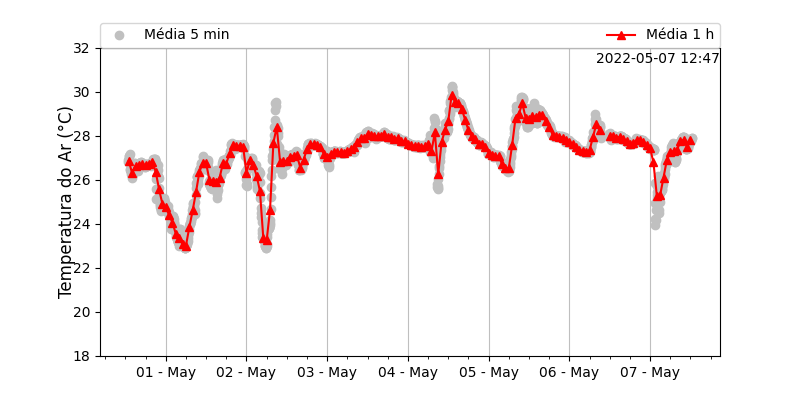 Média 5 min
Média 1 h
2022-05-07 12:47
Temperatura do Ar (°C)
32
30
28
26
24
22
20
18
01 - May
02 - May
03 - May
04 - May
05 - May
06 - May
07 - May